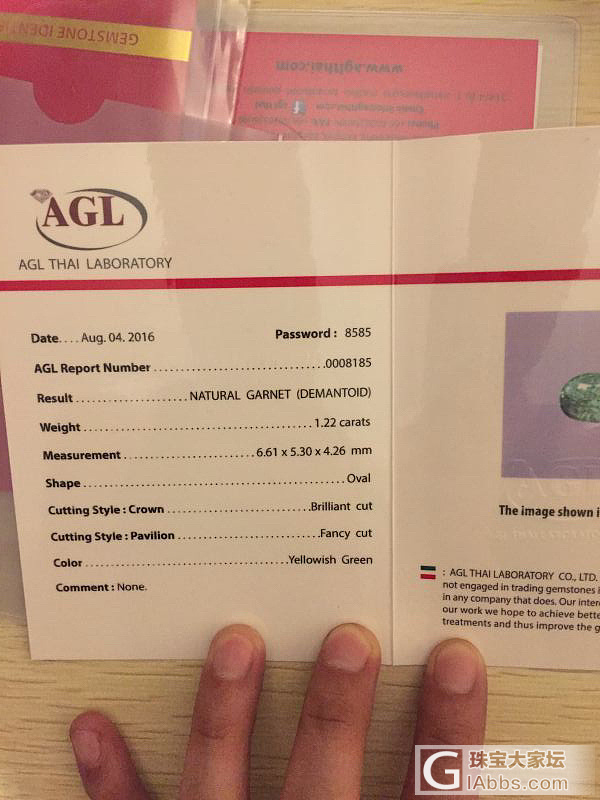 GEMSTONE IDENT
www.aglthai.com
AGL
AGL THAI LABORATORY
Date....Aug. 04. 2016
Password : 8585
AGL Report Number ..............................0008185
Result ....................NATURAL GARNET (DEMANTOID)
Weight .........................................1.22 carats
Measurement .......................6.61 x 5.30 x 4.26 mm
Shape ..................................................Oval
Cutting Style : Crown .........................Brilliant cut
Cutting Style : Pavilion .........................Fancy cut
Color ....................................Yellowish Green
Comment : None.
The image shown i
: AGL THAI LABORATORY CO., LTD.
not engaged in trading gemstones i
in any company that does. Our inter
our work we hope to achieve bette
treatments and thus improve the g
G 珠宝大家坛
IAbbs.com